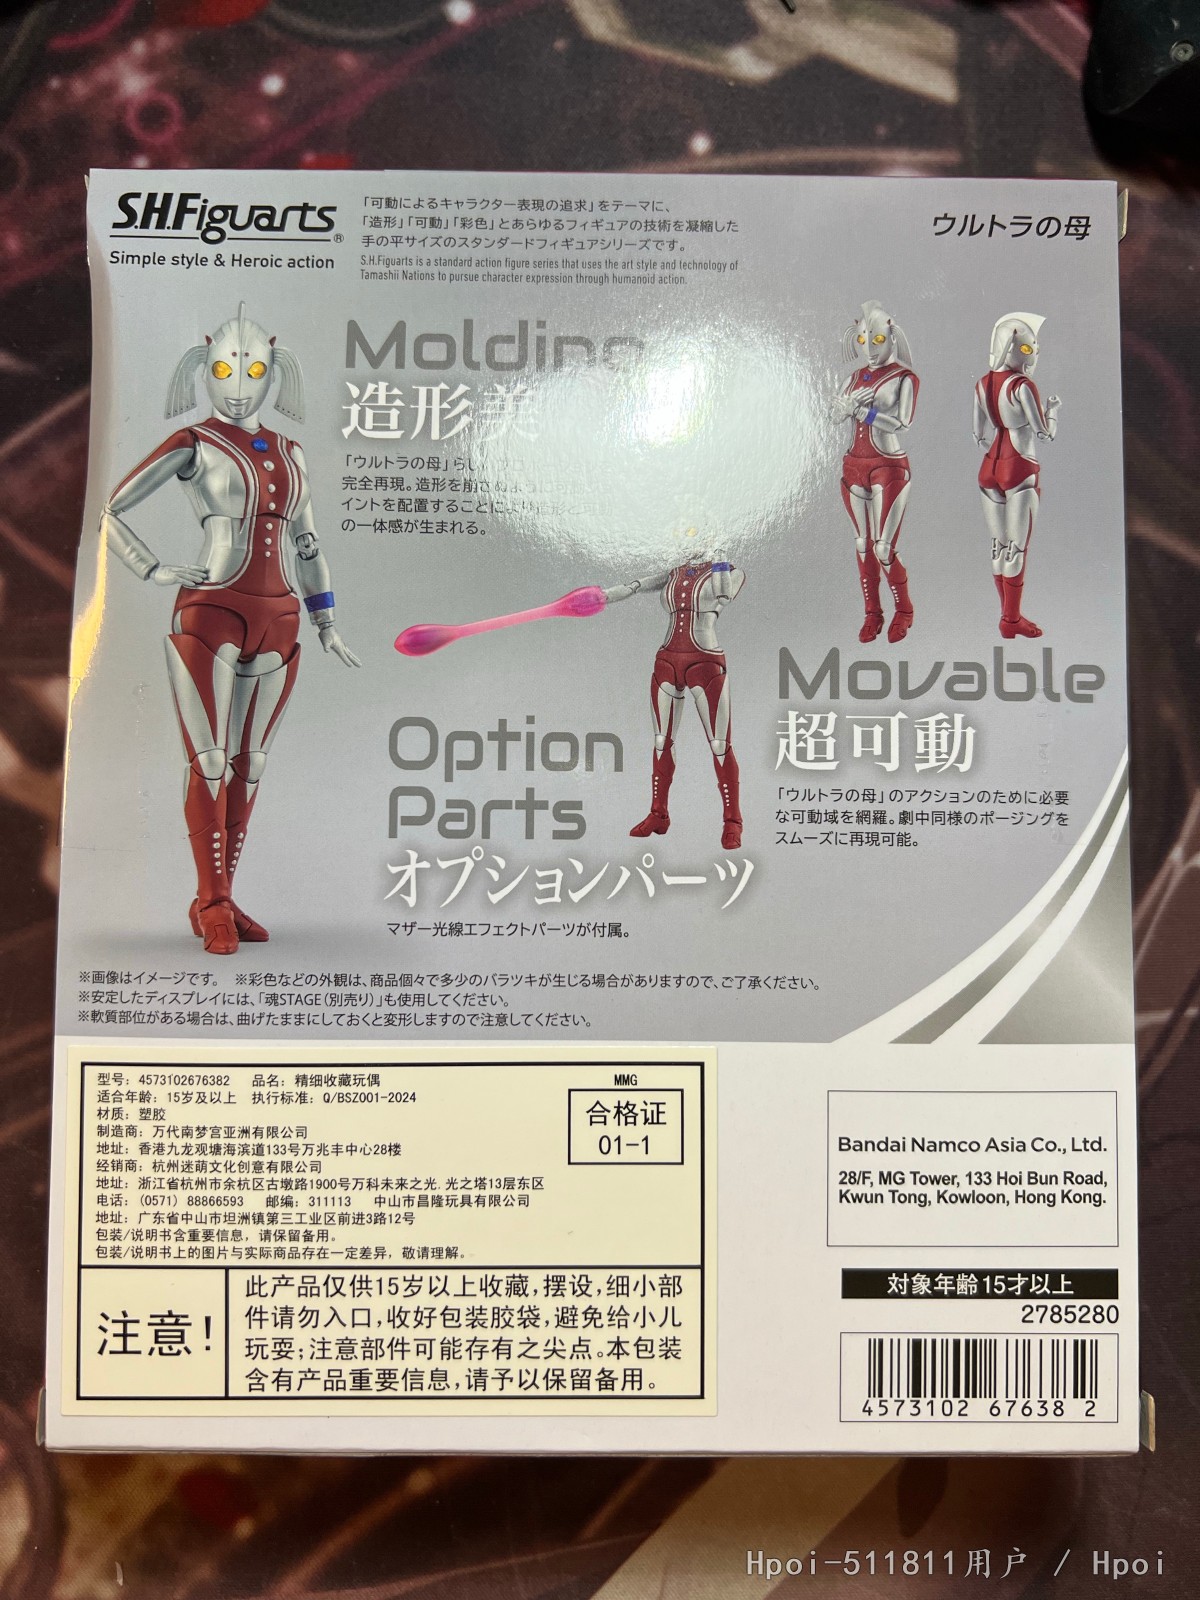 S.H.Figuarts®
Simple style & Heroic action
「可動によるキャラクター表現の追求」をテーマに、
「造形」「可動」「彩色」とあらゆるフィギュアの技術を凝縮した
手の平サイズのスタンダードフィギュアシリーズです。
S.H.Figuarts is a standard action figure series that uses the art style and technology of
Tamashii Nations to pursue character expression through humanoid action.
ウルトラの母
Molding
造形美
「ウルトラの母」らしい
完全再現。造形を崩さぬように可動
イントを配置することにより造形と可動
の一体感が生まれる。
Movable
超可動
「ウルトラの母」のアクションのために必要
な可動域を網羅。劇中同様のポージングを
スムーズに再現可能。
Option
Parts
オプションパーツ
マザー光線エフェクトパーツが付属。
※画像はイメージです。 ※彩色などの外観は、商品個々で多少のバラツキが生じる場合がありますので、ご了承ください。
※安定したディスプレイには、「魂STAGE(別売り)」も使用してください。
※軟質部位がある場合は、曲げたままにしておくと変形しますので注意してください。
型号：4573102676382 品名：精细收藏玩偶
适合年龄：15岁及以上 执行标准：Q/BSZ001-2024
材质：塑胶
制造商：万代南梦宫亚洲有限公司
地址：香港九龙观塘海滨道133号万兆丰中心28楼
经销商：杭州迷萌文化创意有限公司
地址：浙江省杭州市余杭区古墩路1900号万科未来之光.光之塔13层东区
电话：(0571) 88866593 邮编：311113 中山市昌隆玩具有限公司
地址：广东省中山市坦洲镇第三工业区前进3路12号
包装/说明书含重要信息，请保留备用。
包装/说明书上的图片与实际商品存在一定差异，敬请理解。
MMG
合格证
01-1
注意!
此产品仅供15岁以上收藏,摆设,细小部
件请勿入口,收好包装胶袋,避免给小儿
玩耍;注意部件可能存有之尖点。本包装
含有产品重要信息,请予以保留备用。
Bandai Namco Asia Co., Ltd.
28/F, MG Tower, 133 Hoi Bun Road,
Kwun Tong, Kowloon, Hong Kong.
対象年齢15才以上
2785280
4573102 67638 2
Hpoi-511811用户 / Hpoi